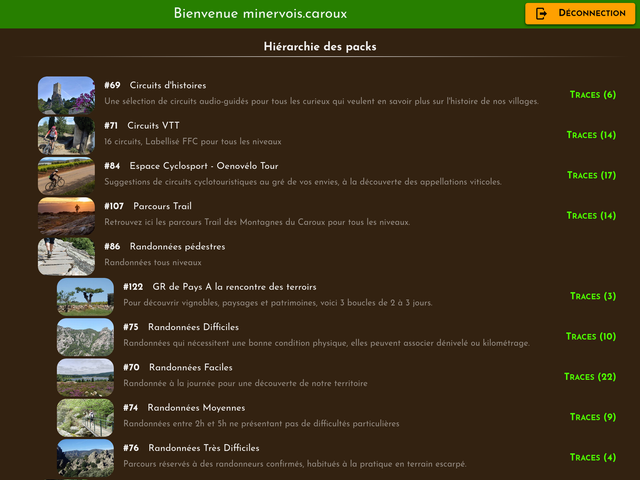 Bienvenue minervois.caroux
Déconnection
Hiérarchie des packs
#69 Circuits d'histoires
Une sélection de circuits audio-guidés pour tous les curieux qui veulent en savoir plus sur l'histoire de nos villages.
Traces (6)
#71 Circuits VTT
16 circuits, Labellisé FFC pour tous les niveaux
Traces (14)
#84 Espace Cyclosport - Oenovélo Tour
Suggestions de circuits cyclotouristiques au gré de vos envies, à la découverte des appellations viticoles.
Traces (17)
#107 Parcours Trail
Retrouvez ici les parcours Trail des Montagnes du Caroux pour tous les niveaux.
Traces (14)
#86 Randonnées pédestres
Randonnées tous niveaux
#122 GR de Pays A la rencontre des terroirs
Pour découvrir vignobles, paysages et patrimoines, voici 3 boucles de 2 à 3 jours.
Traces (3)
#75 Randonnées Difficiles
Randonnées qui nécessitent une bonne condition physique, elles peuvent associer dénivelé ou kilométrage.
Traces (10)
#70 Randonnées Faciles
Randonnée à la journée pour une découverte de notre territoire
Traces (22)
#74 Randonnées Moyennes
Randonnées entre 2h et 5h ne présentant pas de difficultés particulières
Traces (9)
#76 Randonnées Très Difficiles
Parcours réservés à des randonneurs confirmés, habitués à la pratique en terrain escarpé.
Traces (4)